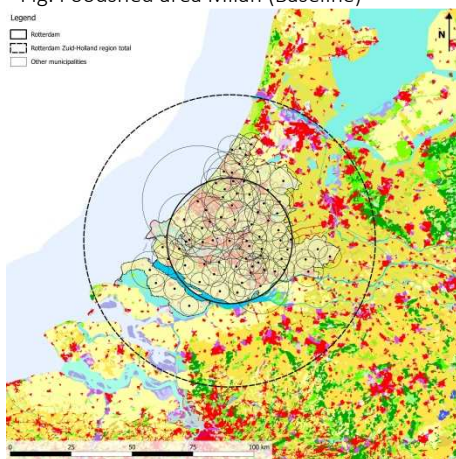 Fig. Foodshed area Milan (Baseline)
Legend
Rotterdam
Rotterdam Zuid-Holland region total
Other municipalities
N
0 25 50 75 100 km